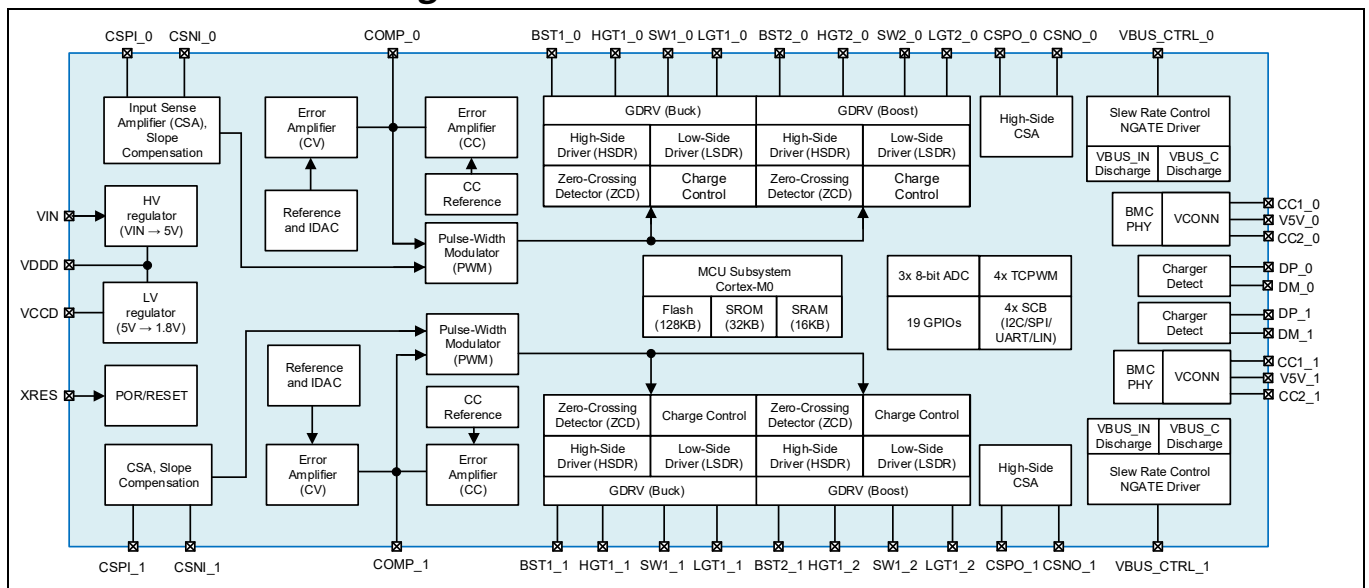 CSPI_0 CSNI_0 COMP_0 BST1_0 HGT1_0 SW1_0 LGT1_0 BST2_0 HGT2_0 SW2_0 LGT2_0 CSPO_0 CSNO_0 VBUS_CTRL_0
Input Sense
Amplifier (CSA),
Slope
Compensation
Error
Amplifier
(CV)
Error
Amplifier
(CC)
Reference
and IDAC
CC
Reference
Pulse-Width
Modulator
(PWM)
GDRV (Buck)
High-Side
Driver (HSDR)
Low-Side
Driver (LSDR)
Zero-Crossing
Detector (ZCD)
Charge
Control
GDRV (Boost)
High-Side
Driver (HSDR)
Low-Side
Driver (LSDR)
Zero-Crossing
Detector (ZCD)
Charge
Control
High-Side
CSA
Slew Rate Control
NGATE Driver
VBUS_IN
Discharge
VBUS_C
Discharge
BMC
PHY
VCONN
CC1_0
V5V_0
CC2_0
VIN
HV
regulator
(VIN → 5V)
VDDD
VCCD
LV
regulator
(5V → 1.8V)
MCU Subsystem
Cortex-M0
Flash
(128KB)
SROM
(32KB)
SRAM
(16KB)
3x 8-bit ADC
4x TCPWM
19 GPIOs
4x SCB
(I2C/SPI/
UART/LIN)
Charger
Detect
DP_0
DM_0
Charger
Detect
DP_1
DM_1
BMC
PHY
VCONN
CC1_1
V5V_1
CC2_1
XRES
POR/RESET
Pulse-Width
Modulator
(PWM)
Reference
and IDAC
CC
Reference
CSA, Slope
Compensation
Error
Amplifier
(CV)
Error
Amplifier
(CC)
Zero-Crossing
Detector (ZCD)
Charge Control
High-Side
Driver (HSDR)
Low-Side
Driver (LSDR)
GDRV (Buck)
Zero-Crossing
Detector (ZCD)
Charge Control
High-Side
Driver (HSDR)
Low-Side
Driver (LSDR)
GDRV (Boost)
High-Side
CSA
VBUS_IN
Discharge
VBUS_C
Discharge
Slew Rate Control
NGATE Driver
CSPI_1 CSNI_1 COMP_1 BST1_1 HGT1_1 SW1_1 LGT1_1 BST2_1 HGT1_2 SW1_2 LGT1_2 CSPO_1 CSNO_1 VBUS_CTRL_1